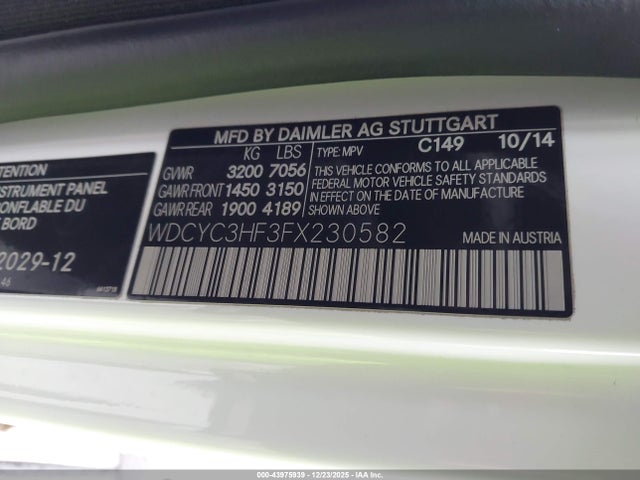 TENTION
NSTRUMENT PANEL
ONFLABLE DU
E BORD
2029-12
46
MFD BY DAIMLER AG STUTTGART
KG LBS
GVWR 3200 7056
GAWR FRONT 1450 3150
GAWR REAR 1900 4189
TYPE: MPV C149 10/14
THIS VEHICLE CONFORMS TO ALL APPLICABLE
FEDERAL MOTOR VEHICLE SAFETY STANDARDS
IN EFFECT ON THE DATE OF MANUFACTURE
SHOWN ABOVE.
WDCYC3HF3FX230582 MADE IN AUSTRIA
000-43975939 - 12/23/2025 - IAA Inc.